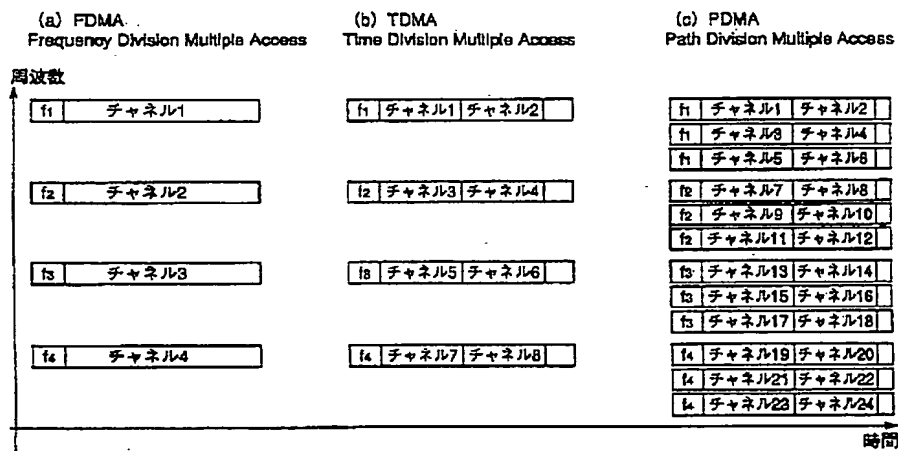 (a) FDMA
Frequency Division Multiple Access
(b) TDMA
Time Division Multiple Access
(c) PDMA
Path Division Multiple Access
周波数
f1 チャネル1
f2 チャネル2
f3 チャネル3
f4 チャネル4
f1 チャネル1 チャネル2
f2 チャネル3 チャネル4
f3 チャネル5 チャネル6
f4 チャネル7 チャネル8
f1 チャネル1 チャネル2
f1 チャネル3 チャネル4
f1 チャネル5 チャネル6
f2 チャネル7 チャネル8
f2 チャネル9 チャネル10
f2 チャネル11 チャネル12
f3 チャネル13 チャネル14
f3 チャネル15 チャネル16
f3 チャネル17 チャネル18
f4 チャネル19 チャネル20
f4 チャネル21 チャネル22
f4 チャネル23 チャネル24
時間